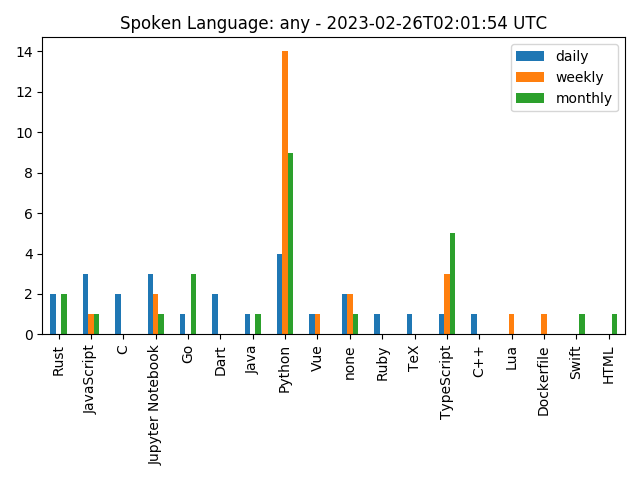 Spoken Language: any - 2023-02-26T02:01:54 UTC
daily
weekly
monthly
14
12
10
8
6
4
2
0
Rust
JavaScript
C
Jupyter Notebook
Go
Dart
Java
Python
Vue
none
Ruby
TeX
TypeScript
C++
Lua
Dockerfile
Swift
HTML